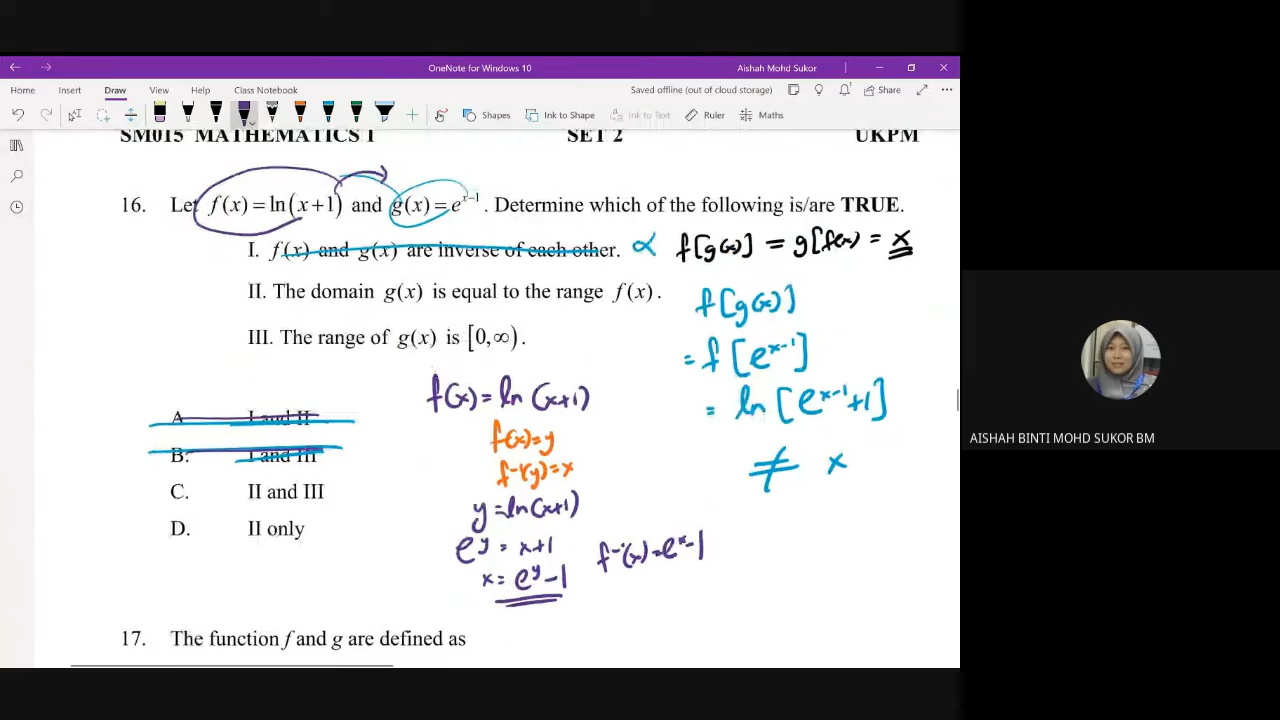 OneNote for Windows 10
Aishah Mohd Sukor
Home Insert Draw View Help Class Notebook
Saved offline (out of cloud storage) Share
Shapes Ink to Shape Ink to Text Ruler Maths
SM015 MATHEMATICS 1 SET 2 UKPM
16. Let f(x) = ln(x+1) and g(x) = e^{x-1}. Determine which of the following is/are TRUE.
I. f(x) and g(x) are inverse of each other. f[g(x)] = g[f(x) = x
II. The domain g(x) is equal to the range f(x).
III. The range of g(x) is [0,∞).
f[g(x)]
= f[e^{x-1}]
= ln[e^{x-1}+1]
≠ x
f(x) = ln(x+1)
f(x)=y
f^{-1}(y)=x
y = ln(x+1)
e^y = x+1
x = e^y - 1
f^{-1}(x) = e^x - 1
A I and II
B. I and III
C. II and III
D. II only
17. The function f and g are defined as
AISHAH BINTI MOHD SUKOR BM